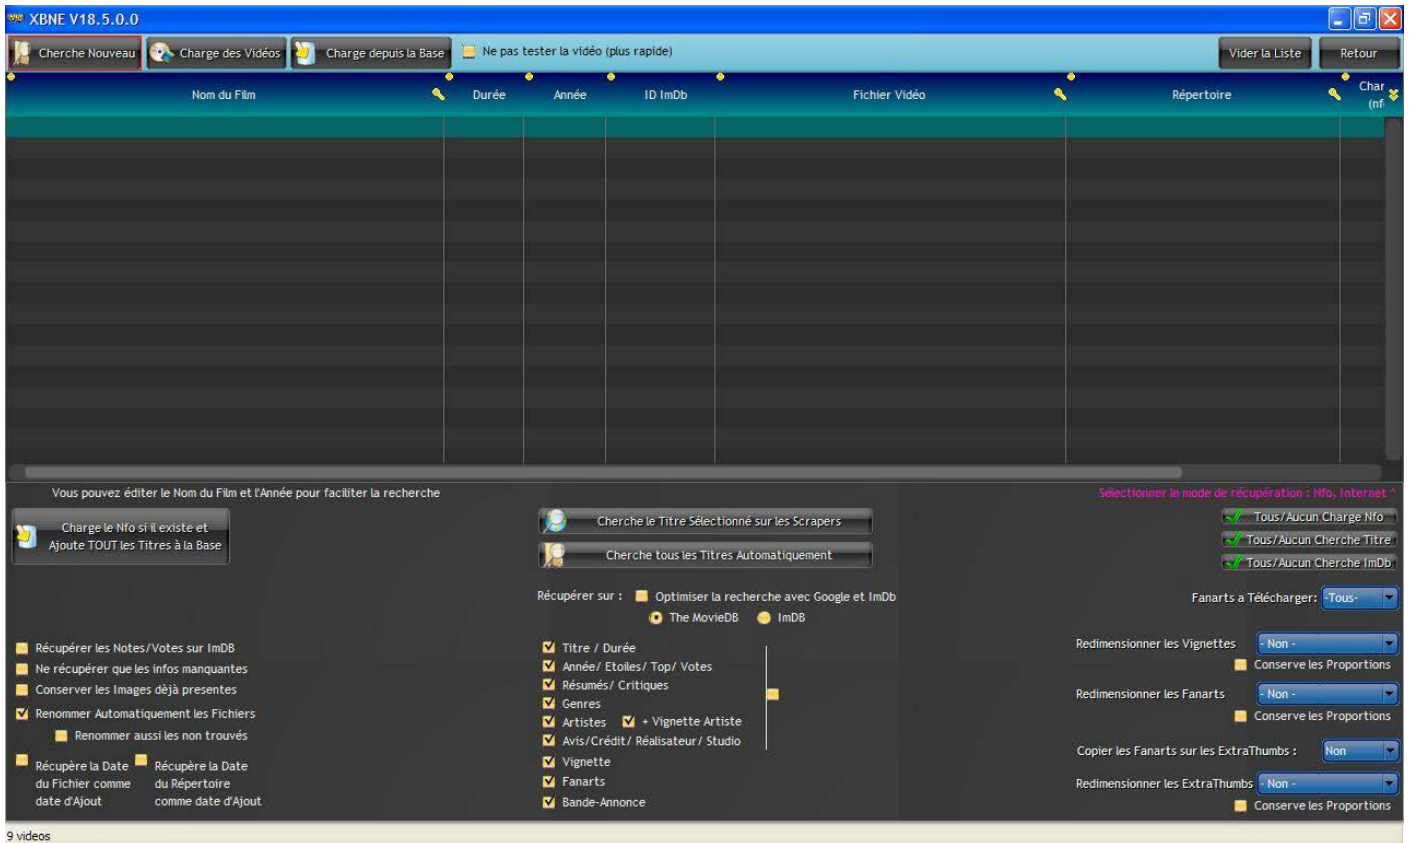 XBNE V18.5.0.0
Cherche Nouveau Charge des Vidéos Charge depuis la Base Ne pas tester la vidéo (plus rapide) Vider la Liste Retour
Nom du Film Durée Année ID ImDb Fichier Vidéo Répertoire Char
(nf
Vous pouvez éditer le Nom du Film et l'Année pour faciliter la recherche
Sélectionner le mode de récupération : Nfo, Internet ^
Charge le Nfo si il existe et
Ajoute TOUT les Titres à la Base
Cherche le Titre Sélectionné sur les Scrapers
Cherche tous les Titres Automatiquement
Tous/Aucun Charge Nfo
Tous/Aucun Cherche Titre
Tous/Aucun Cherche ImDb
Récupérer sur : Optimiser la recherche avec Google et ImDb
The MovieDB ImDB
Fanarts a Télécharger: -Tous-
Récupérer les Notes/Votes sur ImDB
Ne récupérer que les infos manquantes
Conserver les Images dèjà presentes
Renommer Automatiquement les Fichiers
Renommer aussi les non trouvés
Récupère la Date
du Fichier comme
date d'Ajout
Récupère la Date
du Répertoire
comme date d'Ajout
Titre / Durée
Année/ Etoiles/ Top/ Votes
Résumés/ Critiques
Genres
Artistes + Vignette Artiste
Avis/Crédit/ Réalisateur/ Studio
Vignette
Fanarts
Bande-Annonce
Redimensionner les Vignettes - Non -
Conserve les Proportions
Redimensionner les Fanarts - Non -
Conserve les Proportions
Copier les Fanarts sur les ExtraThumbs : Non
Redimensionner les ExtraThumbs - Non -
Conserve les Proportions
9 videos